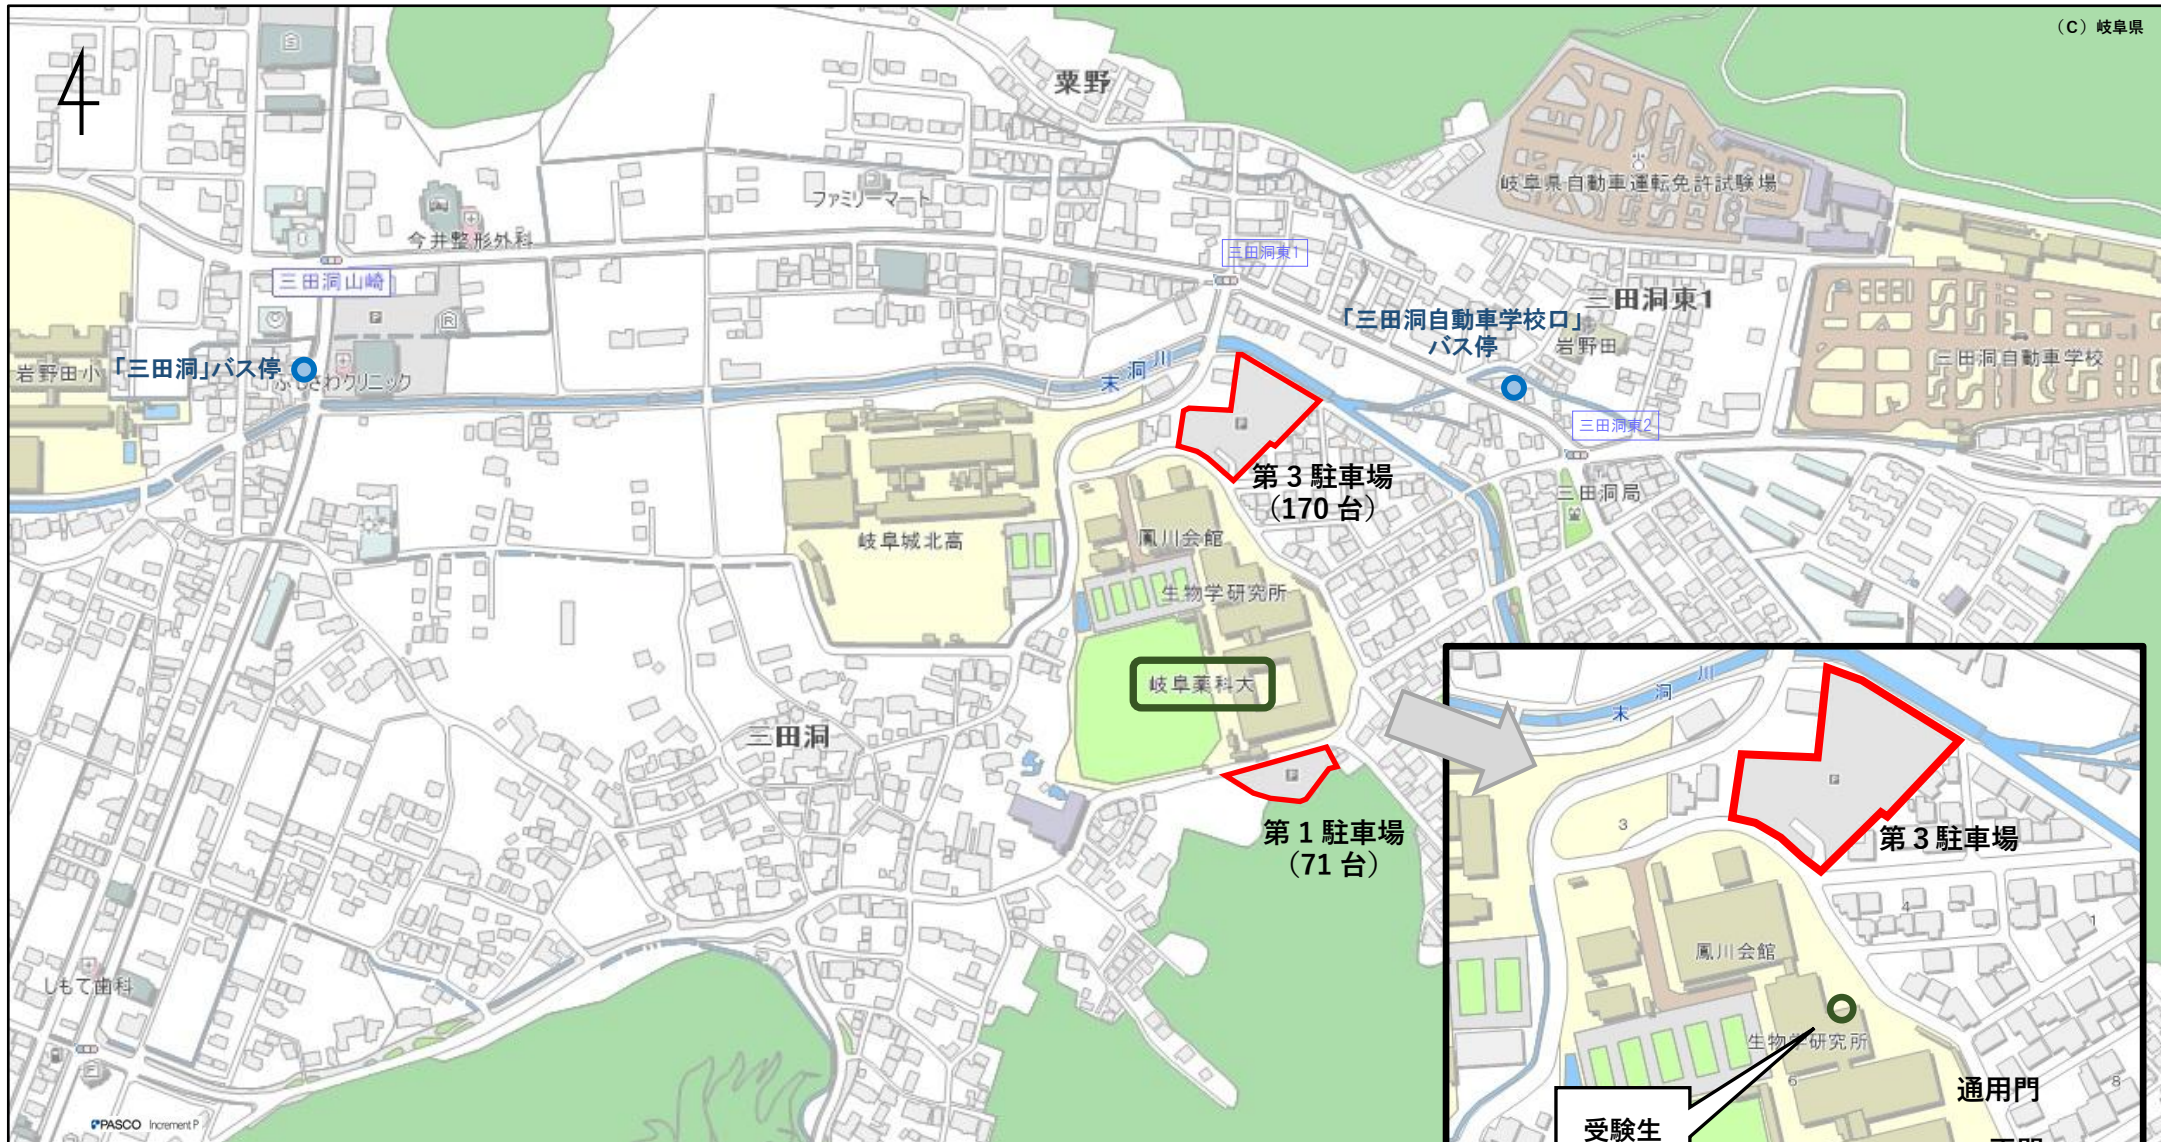 （C）岐阜県
粟野
岐阜県自動車運転免許試験場
ファミリーマート
今井整形外科
三田洞東1
三田洞山崎
三田洞東1
「三田洞自動車学校口」
バス停
岩野田
三田洞自動車学校
岩野田小
「三田洞」バス停
ふじさわクリニック
末洞川
三田洞東2
第3駐車場
（170台）
三田洞局
岐阜城北高
鳳川会館
生物学研究所
岐阜薬科大
三田洞
第1駐車場
（71台）
末洞川
第3駐車場
3
4
1
鳳川会館
生物学研究所
6
8
通用門
受験生
しもて歯科
PASCO Increment P